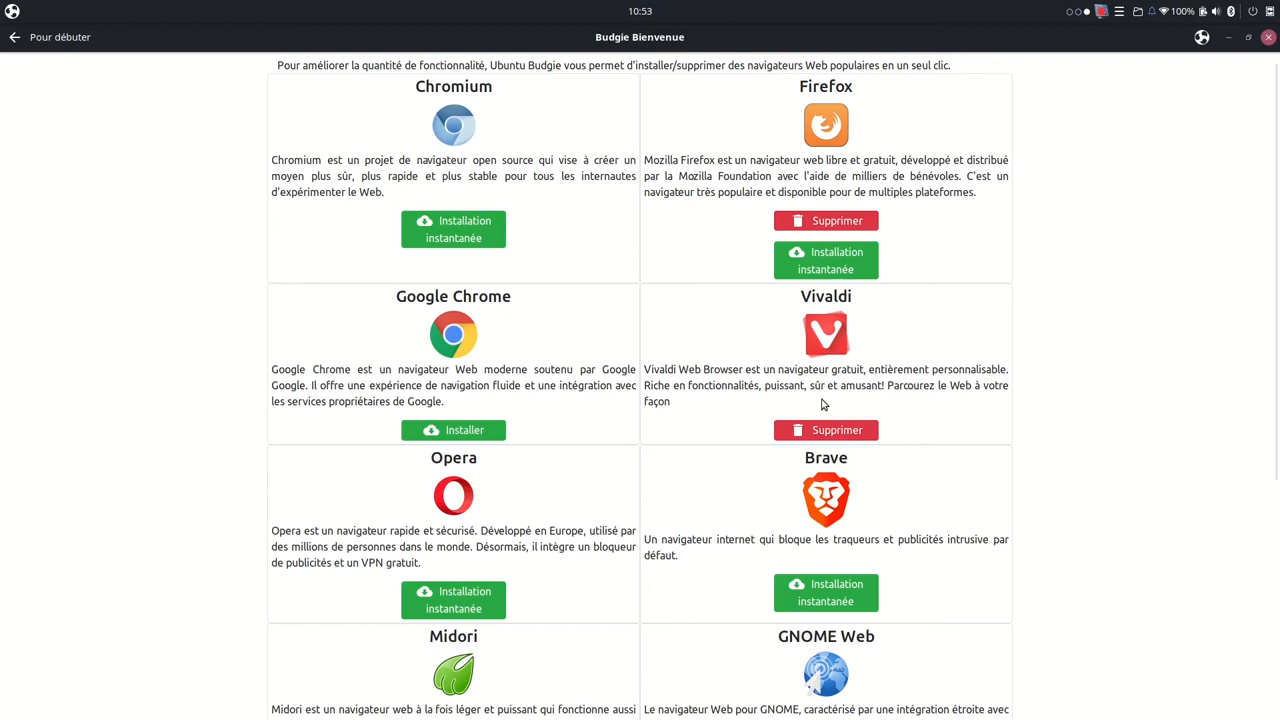 10:53
100%
Pour débuter
Budgie Bienvenue
Pour améliorer la quantité de fonctionnalité, Ubuntu Budgie vous permet d'installer/supprimer des navigateurs Web populaires en un seul clic.
Chromium
Chromium est un projet de navigateur open source qui vise à créer un
moyen plus sûr, plus rapide et plus stable pour tous les internautes
d'expérimenter le Web.
Installation
instantanée
Firefox
Mozilla Firefox est un navigateur web libre et gratuit, développé et distribué
par la Mozilla Foundation avec l'aide de milliers de bénévoles. C'est un
navigateur très populaire et disponible pour de multiples plateformes.
Supprimer
Installation
instantanée
Google Chrome
Google Chrome est un navigateur Web moderne soutenu par Google
Google. Il offre une expérience de navigation fluide et une intégration avec
les services propriétaires de Google.
Installer
Vivaldi
Vivaldi Web Browser est un navigateur gratuit, entièrement personnalisable.
Riche en fonctionnalités, puissant, sûr et amusant! Parcourez le Web à votre
façon
Supprimer
Opera
Opera est un navigateur rapide et sécurisé. Développé en Europe, utilisé par
des millions de personnes dans le monde. Désormais, il intègre un bloqueur
de publicités et un VPN gratuit.
Installation
instantanée
Brave
Un navigateur internet qui bloque les traqueurs et publicités intrusive par
défaut.
Installation
instantanée
Midori
Midori est un navigateur web à la fois léger et puissant qui fonctionne aussi
GNOME Web
Le navigateur Web pour GNOME, caractérisé par une intégration étroite avec